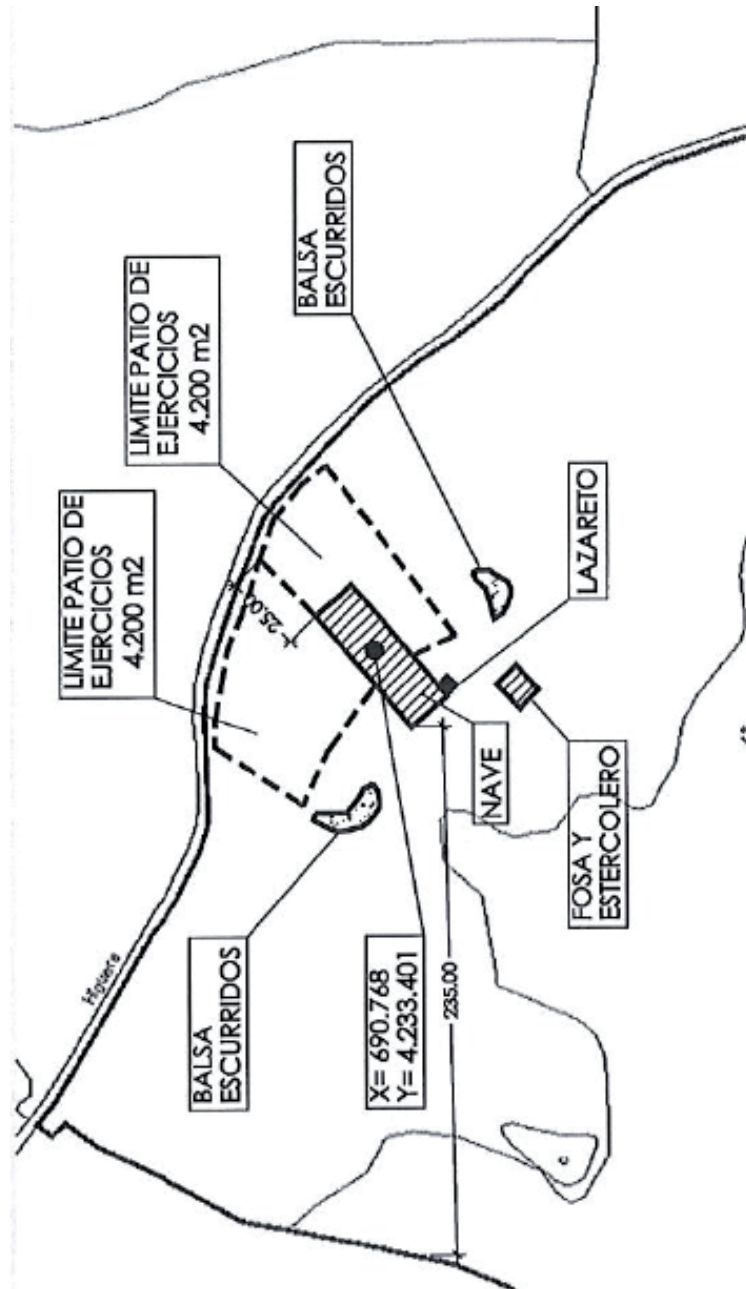 LIMITE PATIO DE
EJERCICIOS
4.200 m2
LIMITE PATIO DE
EJERCICIOS
4.200 m2
BALSA
ESCURRIDOS
25.00
Higuera
BALSA
ESCURRIDOS
X= 690.768
Y= 4.233.401
235.00
NAVE
LAZARETO
FOSA Y
ESTERCOLERO
c